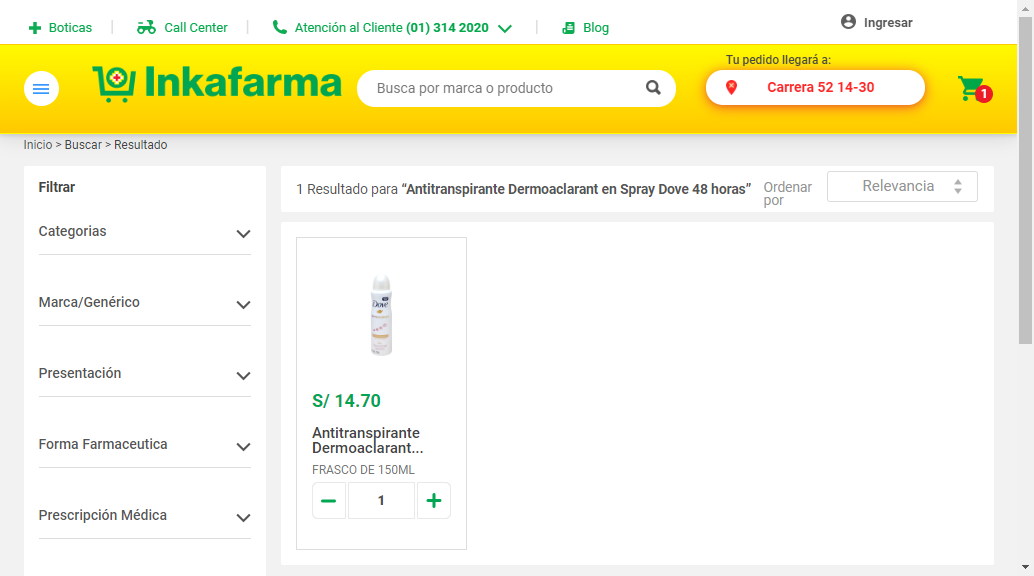 Boticas
Call Center
Atención al Cliente (01) 314 2020
Blog
Ingresar
Inkafarma
Busca por marca o producto
Tu pedido llegará a:
Carrera 52 14-30
1
Inicio > Buscar > Resultado
Filtrar
Categorias
Marca/Genérico
Presentación
Forma Farmaceutica
Prescripción Médica
1 Resultado para “Antitranspirante Dermoaclarant en Spray Dove 48 horas”
Ordenar
por
Relevancia
Dove
S/ 14.70
Antitranspirante
Dermoaclarant...
FRASCO DE 150ML
1